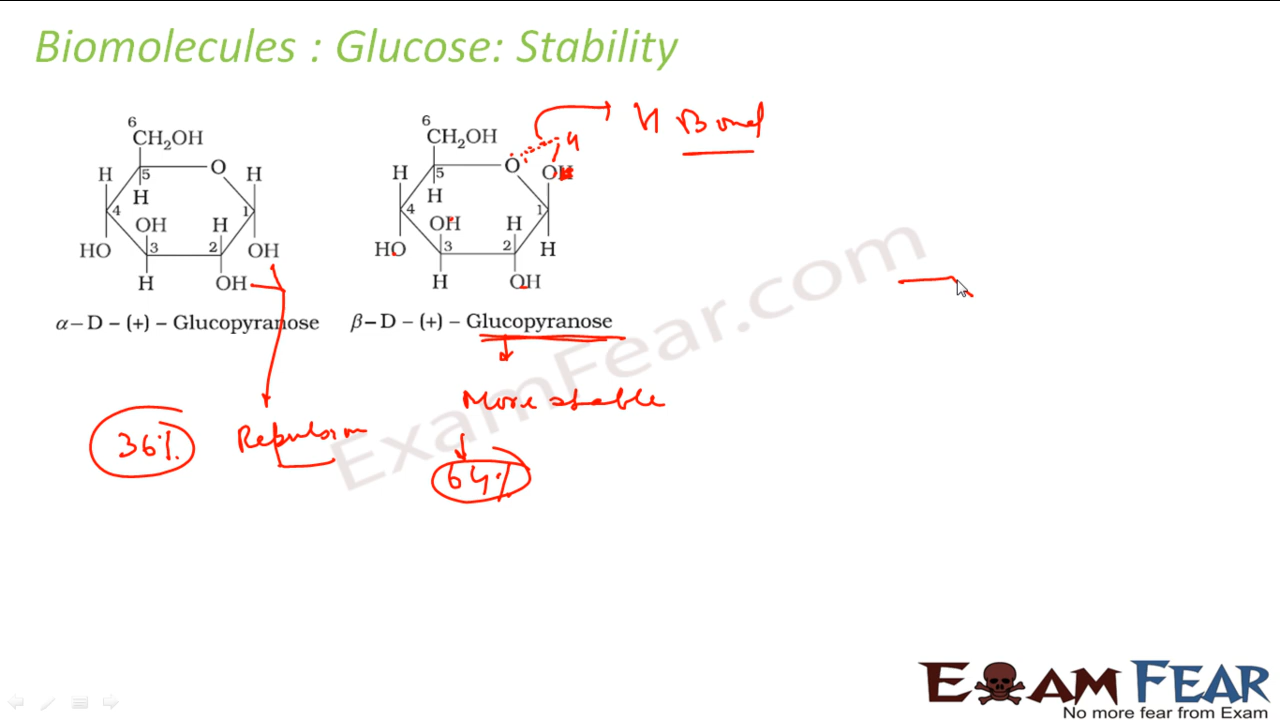 Biomolecules : Glucose: Stability
6
CH2OH
H
5
O
H
H
4
OH
H
1
HO
3
2
OH
H
OH
α–D – (+) – Glucopyranose
6
CH2OH
H
5
O
OH
H
H
4
OH
H
1
HO
3
2
H
H
OH
β–D – (+) – Glucopyranose
H Bond
More stable
36%
Repulsion
64%
ExamFear.com
EXAM FEAR
No more fear from Exam